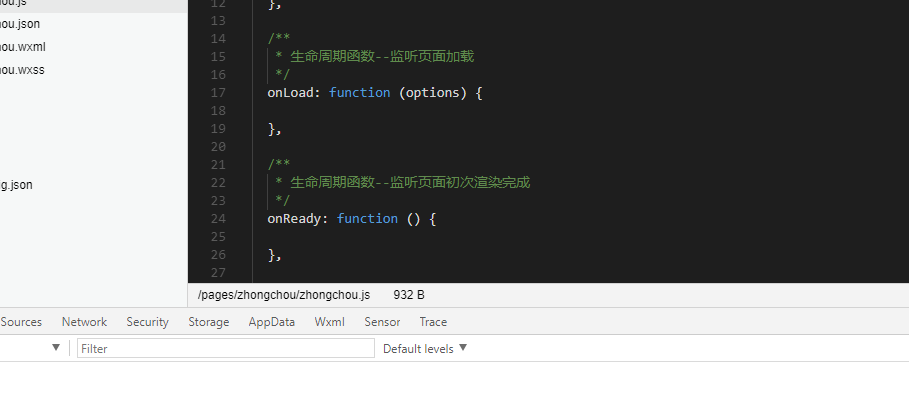 hou.js
hou.json
hou.wxml
hou.wxss
g.json
12 },
13
14 /**
15 * 生命周期函数--监听页面加载
16 */
17 onLoad: function (options) {
18
19 },
20
21 /**
22 * 生命周期函数--监听页面初次渲染完成
23 */
24 onReady: function () {
25
26 },
27
/pages/zhongchou/zhongchou.js 932 B
Sources Network Security Storage AppData Wxml Sensor Trace
Filter Default levels